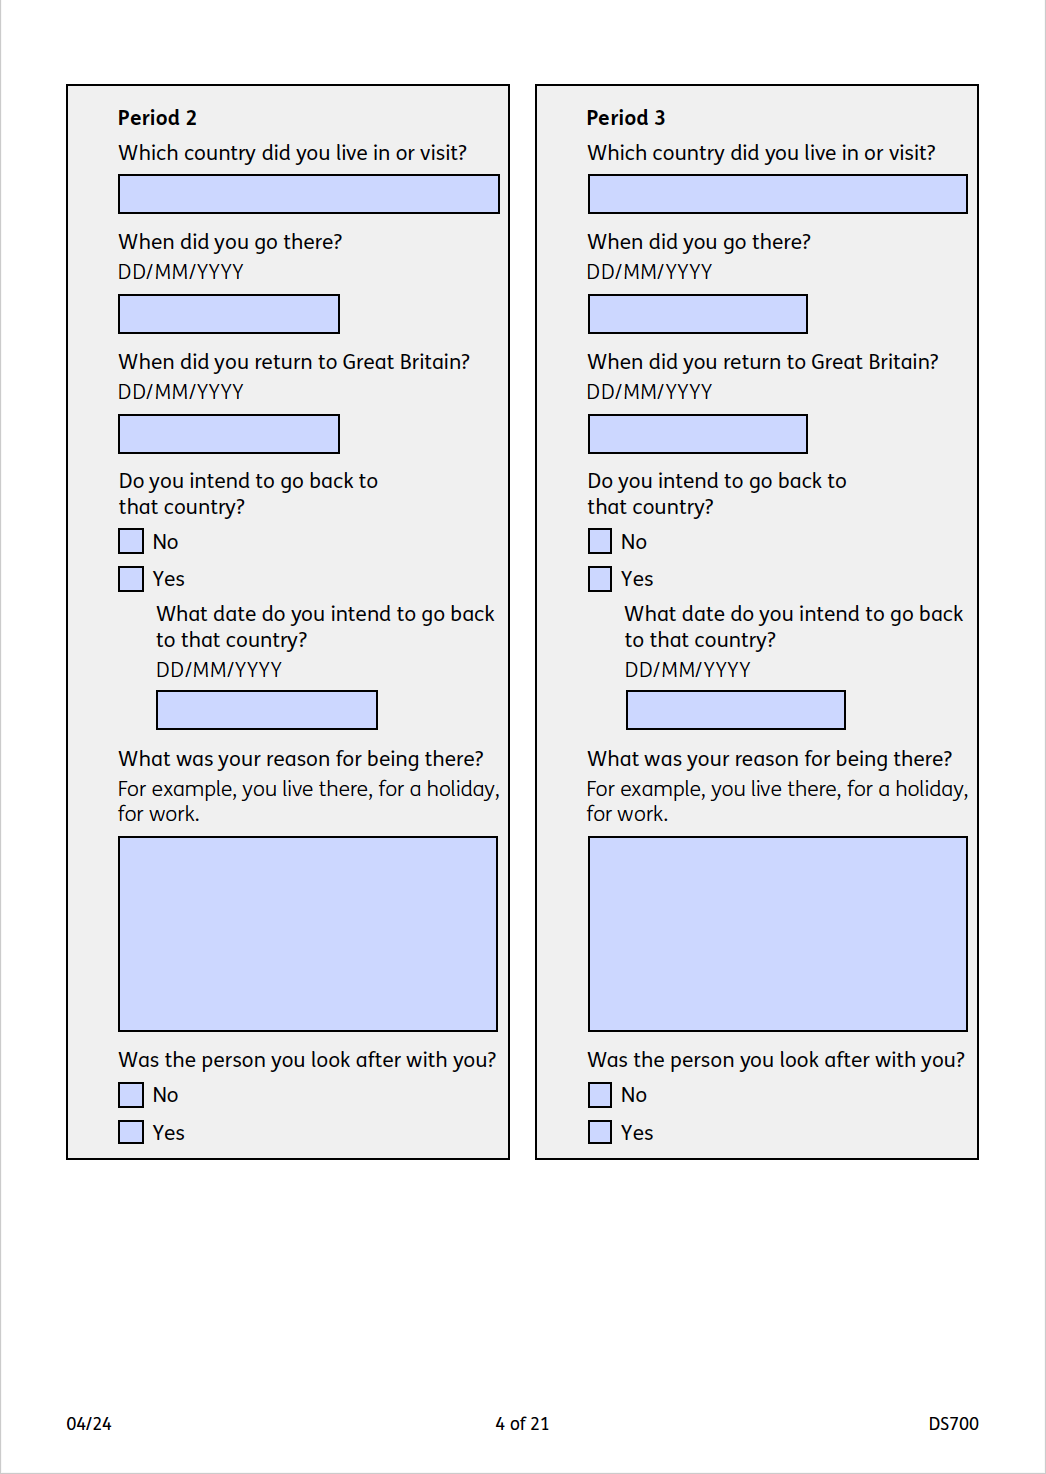 Period 2
Which country did you live in or visit?
When did you go there?
DD/MM/YYYY
When did you return to Great Britain?
DD/MM/YYYY
Do you intend to go back to
that country?
No
Yes
What date do you intend to go back
to that country?
DD/MM/YYYY
What was your reason for being there?
For example, you live there, for a holiday,
for work.
Was the person you look after with you?
No
Yes
Period 3
Which country did you live in or visit?
When did you go there?
DD/MM/YYYY
When did you return to Great Britain?
DD/MM/YYYY
Do you intend to go back to
that country?
No
Yes
What date do you intend to go back
to that country?
DD/MM/YYYY
What was your reason for being there?
For example, you live there, for a holiday,
for work.
Was the person you look after with you?
No
Yes
04/24
4 of 21
DS700